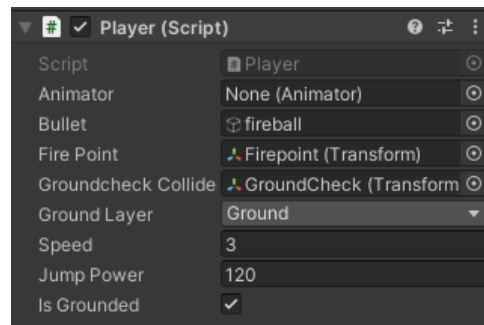 # Player (Script)
Script # Player
Animator None (Animator)
Bullet fireball
Fire Point Firepoint (Transform)
Groundcheck Collide GroundCheck (Transform
Ground Layer Ground
Speed 3
Jump Power 120
Is Grounded